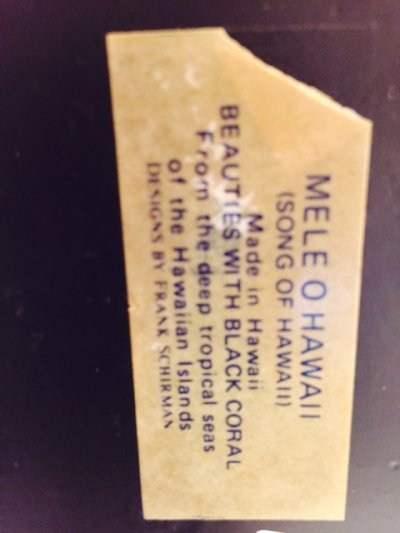 MELE O HAWAII
(SONG OF HAWAII)
Made in Hawaii
BEAUTIES WITH BLACK CORAL
From the deep tropical seas
of the Hawaiian Islands
DESIGNS BY FRANK SCHIRMAN